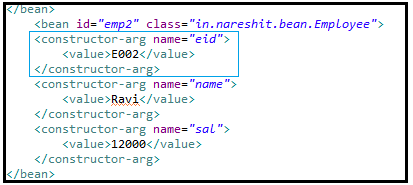 </bean>
<bean id="emp2" class="in.nareshit.bean.Employee">
<constructor-arg name="eid">
<value>E002</value>
</constructor-arg>
<constructor-arg name="name">
<value>Ravi</value>
</constructor-arg>
<constructor-arg name="sal">
<value>12000</value>
</constructor-arg>
</bean>